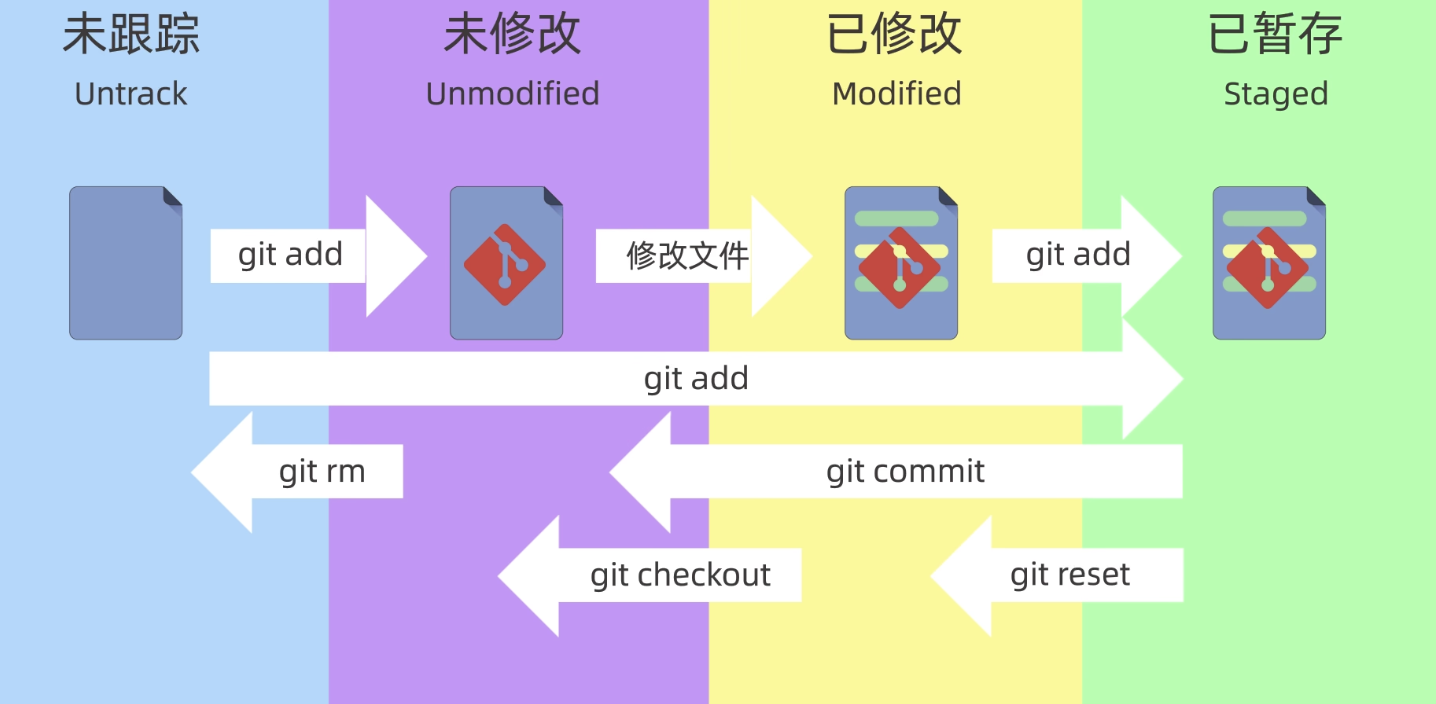 未跟踪
未修改
已修改
已暂存
Untrack
Unmodified
Modified
Staged
git add
修改文件
git add
git add
git rm
git commit
git checkout
git reset